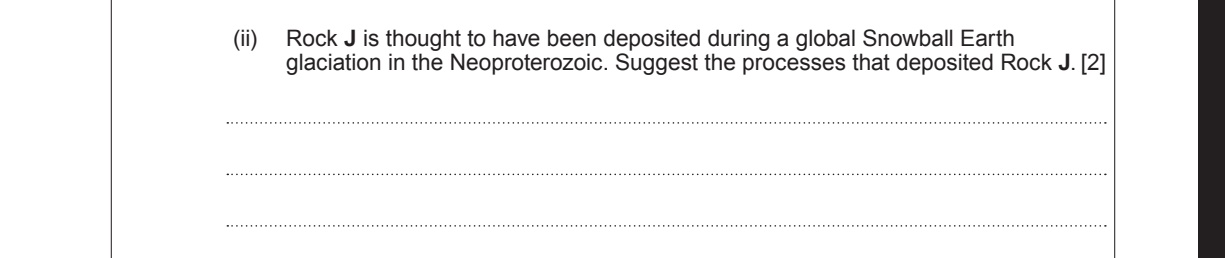 (ii) Rock J is thought to have been deposited during a global Snowball Earth
glaciation in the Neoproterozoic. Suggest the processes that deposited Rock J. [2]